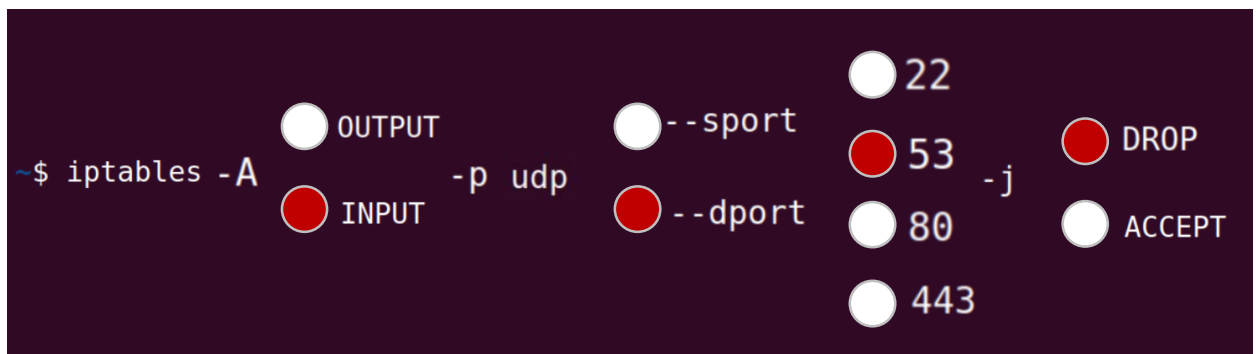 ~$ iptables -A
OUTPUT
INPUT
-p udp
--sport
--dport
22
53
80
443
-j
DROP
ACCEPT